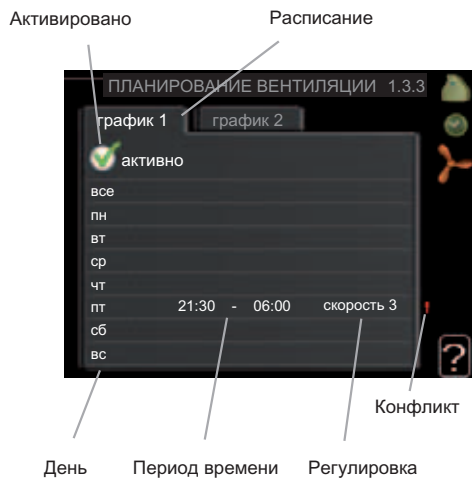 Активировано
Расписание
ПЛАНИРОВАНИЕ ВЕНТИЛЯЦИИ 1.3.3
график 1
график 2
активно
все
пн
вт
ср
чт
пт 21:30 - 06:00 скорость 3 !
сб
вс
?
Конфликт
День
Период времени
Регулировка